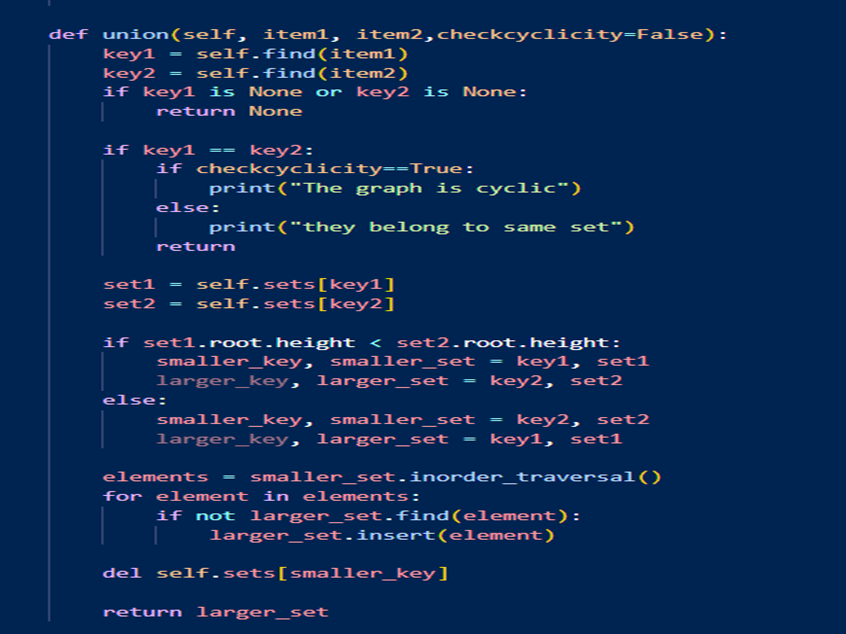 def union(self, item1, item2,checkcyclicity=False):
key1 = self.find(item1)
key2 = self.find(item2)
if key1 is None or key2 is None:
return None
if key1 == key2:
if checkcyclicity==True:
print("The graph is cyclic")
else:
print("they belong to same set")
return
set1 = self.sets[key1]
set2 = self.sets[key2]
if set1.root.height < set2.root.height:
smaller_key, smaller_set = key1, set1
larger_key, larger_set = key2, set2
else:
smaller_key, smaller_set = key2, set2
larger_key, larger_set = key1, set1
elements = smaller_set.inorder_traversal()
for element in elements:
if not larger_set.find(element):
larger_set.insert(element)
del self.sets[smaller_key]
return larger_set